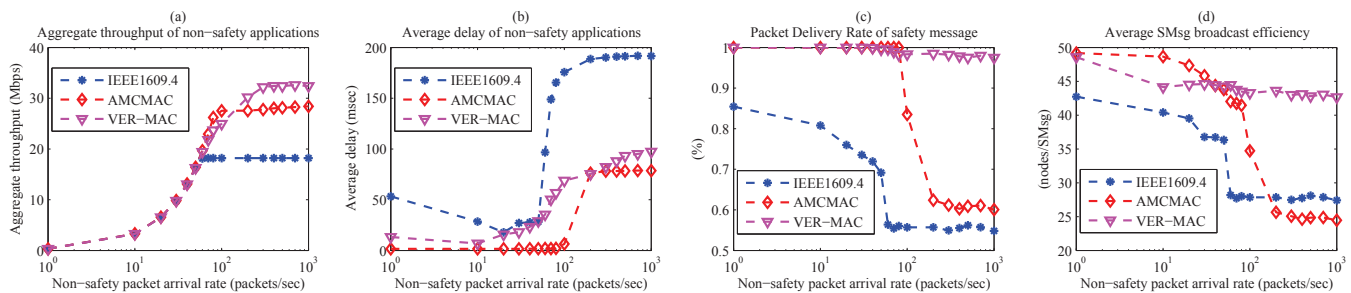 (a)
Aggregate throughput of non−safety applications
Aggregate throughput (Mbps)
40
30
20
10
0
IEEE1609.4
AMCMAC
VER−MAC
10^0
10^1
10^2
10^3
Non−safety packet arrival rate (packets/sec)
(b)
Average delay of non−safety applications
Average delay (msec)
200
150
100
50
0
IEEE1609.4
AMCMAC
VER−MAC
10^0
10^1
10^2
10^3
Non−safety packet arrival rate (packets/sec)
(c)
Packet Delivery Rate of safety message
(%)
1
0.9
0.8
0.7
0.6
0.5
IEEE1609.4
AMCMAC
VER−MAC
10^0
10^1
10^2
10^3
Non−safety packet arrival rate (packets/sec)
(d)
Average SMsg broadcast efficiency
(nodes/SMsg)
50
45
40
35
30
25
20
IEEE1609.4
AMCMAC
VER−MAC
10^0
10^1
10^2
10^3
Non−safety packet arrival rate (packets/sec)